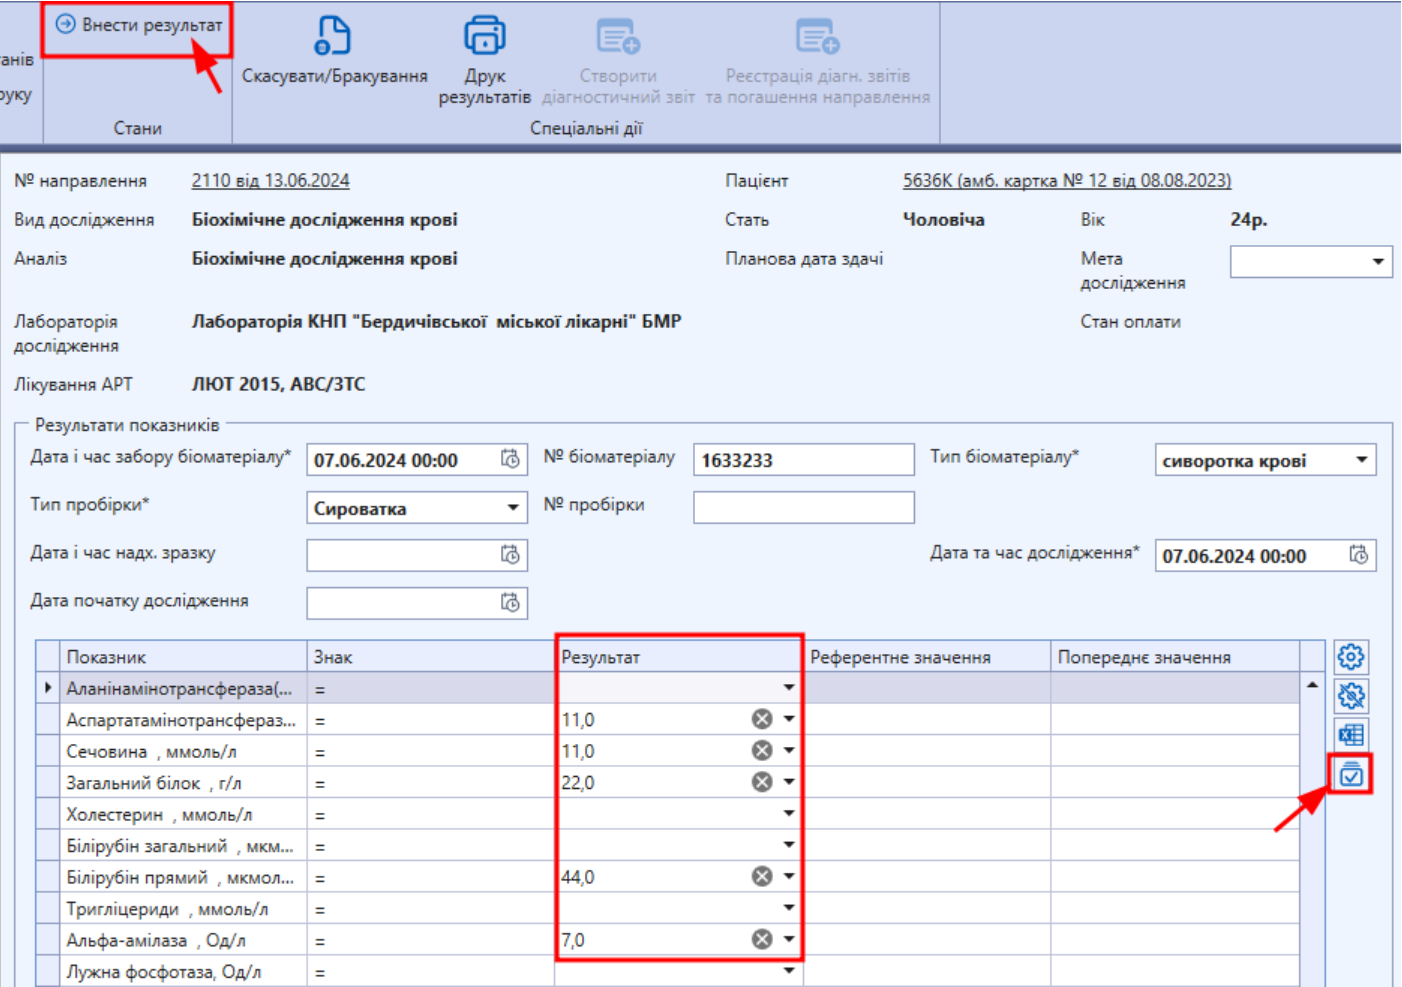 Внести результат
анів
руку
Стани
Скасувати/Бракування
Друк
результатів
Створити
діагностичний звіт
Реєстрація діагн. звітів
та погашення направлення
Спеціальні дії
№ направлення 2110 від 13.06.2024 Пацієнт 5636К (амб. картка № 12 від 08.08.2023)
Вид дослідження Біохімічне дослідження крові Стать Чоловіча Вік 24р.
Аналіз Біохімічне дослідження крові Планова дата здачі Мета
дослідження
Лабораторія Лабораторія КНП "Бердичівської міської лікарні" БМР Стан оплати
дослідження
Лікування АРТ ЛЮТ 2015, ABC/3TC
Результати показників
Дата і час забору біоматеріалу* 07.06.2024 00:00 № біоматеріалу 1633233 Тип біоматеріалу* сиворотка крові
Тип пробірки* Сироватка № пробірки
Дата і час надх. зразку Дата та час дослідження* 07.06.2024 00:00
Дата початку дослідження
Показник Знак Результат Референтне значення Попереднє значення
Аланінамінотрансфераза(... =
Аспартатамінотрансфераз... = 11,0
Сечовина , ммоль/л = 11,0
Загальний білок , г/л = 22,0
Холестерин , ммоль/л =
Білірубін загальний , мкм... =
Білірубін прямий , мкмол... = 44,0
Тригліцериди , ммоль/л =
Альфа-амілаза , Од/л = 7,0
Лужна фосфотаза, Од/л =